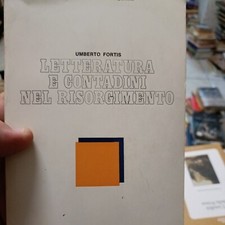 UMBERTO FORTIS
LETTERATURA
E CONTADINI
NEL RISORGIMENTO